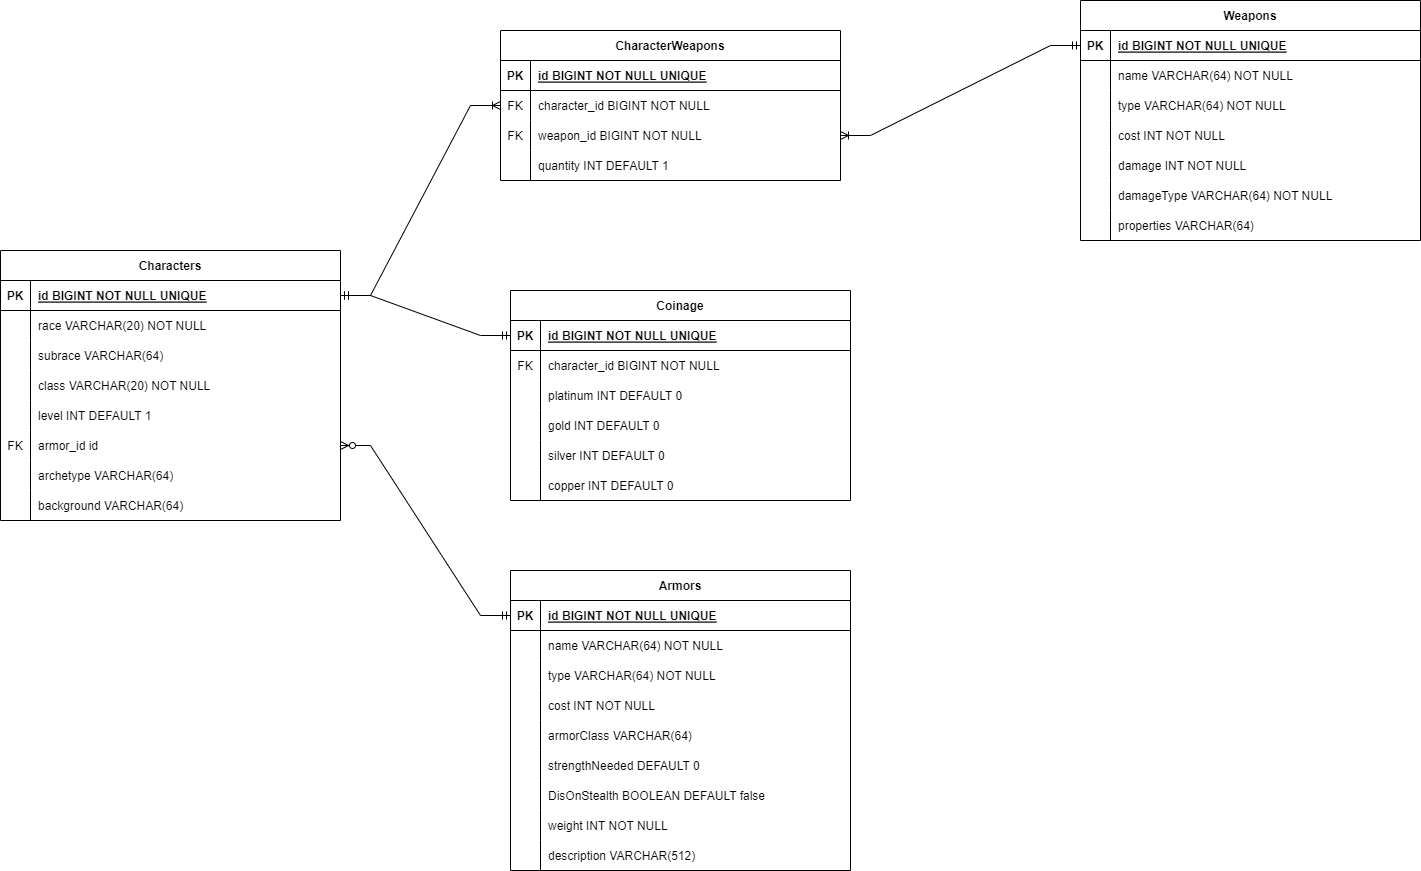 Weapons
PK id BIGINT NOT NULL UNIQUE
name VARCHAR(64) NOT NULL
type VARCHAR(64) NOT NULL
cost INT NOT NULL
damage INT NOT NULL
damageType VARCHAR(64) NOT NULL
properties VARCHAR(64)
CharacterWeapons
PK id BIGINT NOT NULL UNIQUE
FK character_id BIGINT NOT NULL
FK weapon_id BIGINT NOT NULL
quantity INT DEFAULT 1
Characters
PK id BIGINT NOT NULL UNIQUE
race VARCHAR(20) NOT NULL
subrace VARCHAR(64)
class VARCHAR(20) NOT NULL
level INT DEFAULT 1
FK armor_id id
archetype VARCHAR(64)
background VARCHAR(64)
Coinage
PK id BIGINT NOT NULL UNIQUE
FK character_id BIGINT NOT NULL
platinum INT DEFAULT 0
gold INT DEFAULT 0
silver INT DEFAULT 0
copper INT DEFAULT 0
Armors
PK id BIGINT NOT NULL UNIQUE
name VARCHAR(64) NOT NULL
type VARCHAR(64) NOT NULL
cost INT NOT NULL
armorClass VARCHAR(64)
strengthNeeded DEFAULT 0
DisOnStealth BOOLEAN DEFAULT false
weight INT NOT NULL
description VARCHAR(512)